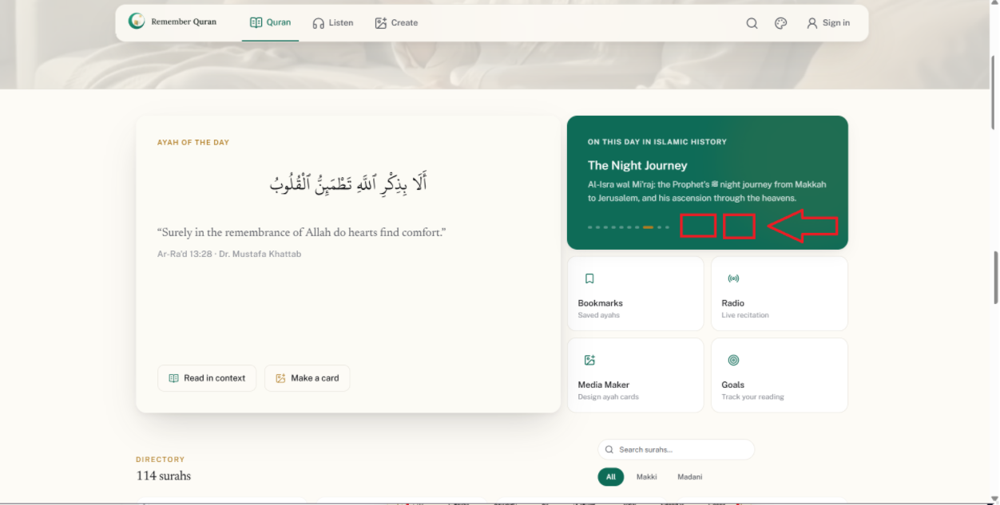 Remember Quran
Quran
Listen
Create
Sign in
AYAH OF THE DAY
أَلَا بِذِكْرِ ٱللَّهِ تَطْمَئِنُّ ٱلْقُلُوبُ
“Surely in the remembrance of Allah do hearts find comfort.”
Ar-Ra'd 13:28 · Dr. Mustafa Khattab
Read in context
Make a card
ON THIS DAY IN ISLAMIC HISTORY
The Night Journey
Al-Isra wal Mi'raj: the Prophet's ﷺ night journey from Makkah
to Jerusalem, and his ascension through the heavens.
Bookmarks
Saved ayahs
Radio
Live recitation
Media Maker
Design ayah cards
Goals
Track your reading
DIRECTORY
114 surahs
Search surahs...
All
Makki
Madani